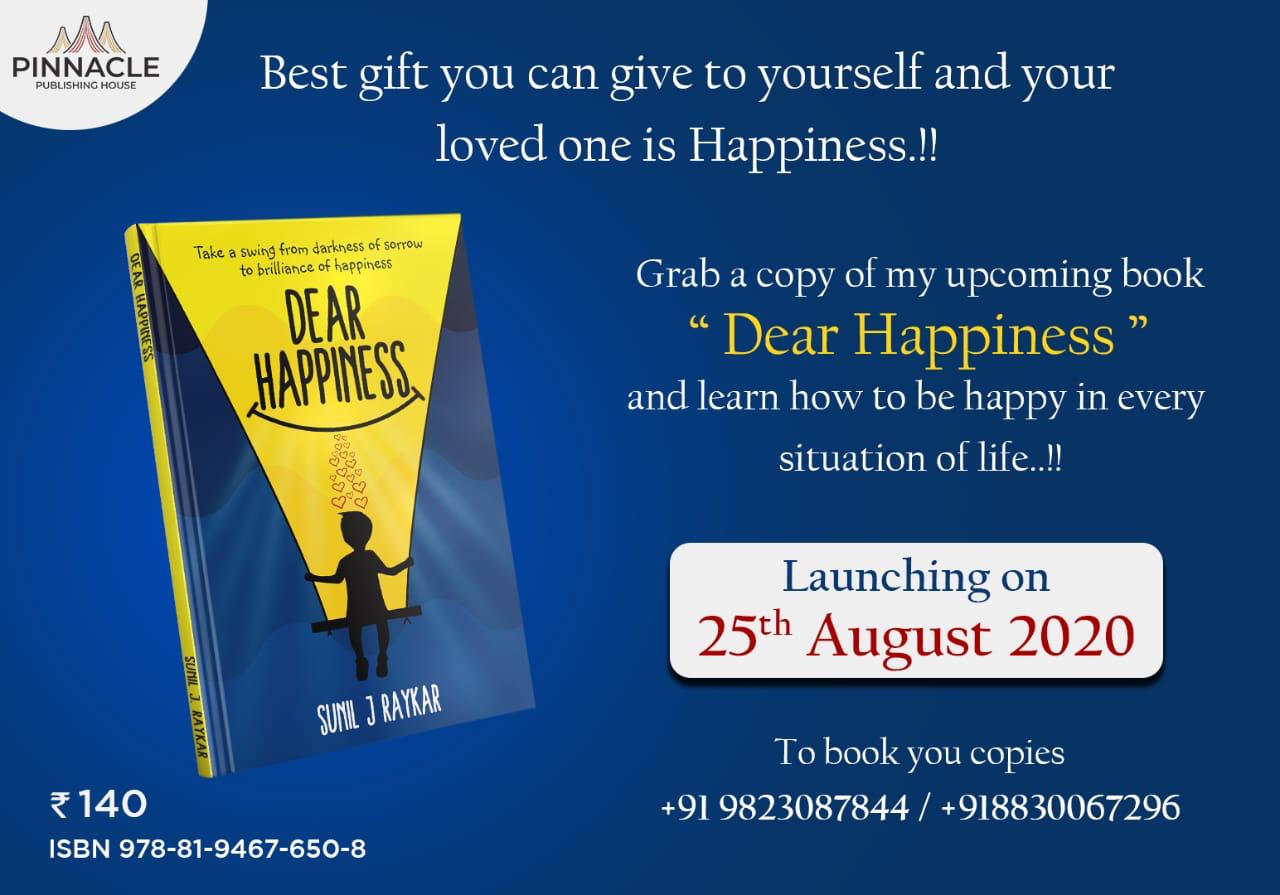 PINNACLE
PUBLISHING HOUSE
Best gift you can give to yourself and your
loved one is Happiness.!!
Take a swing from darkness of sorrow
to brilliance of happiness
DEAR
HAPPINESS
SUNIL J RAYKAR
DEAR HAPPINESS
SUNIL J. RAYKAR
Grab a copy of my upcoming book
“ Dear Happiness ”
and learn how to be happy in every
situation of life..!!
Launching on
25th August 2020
To book you copies
+91 9823087844 / +918830067296
₹ 140
ISBN 978-81-9467-650-8